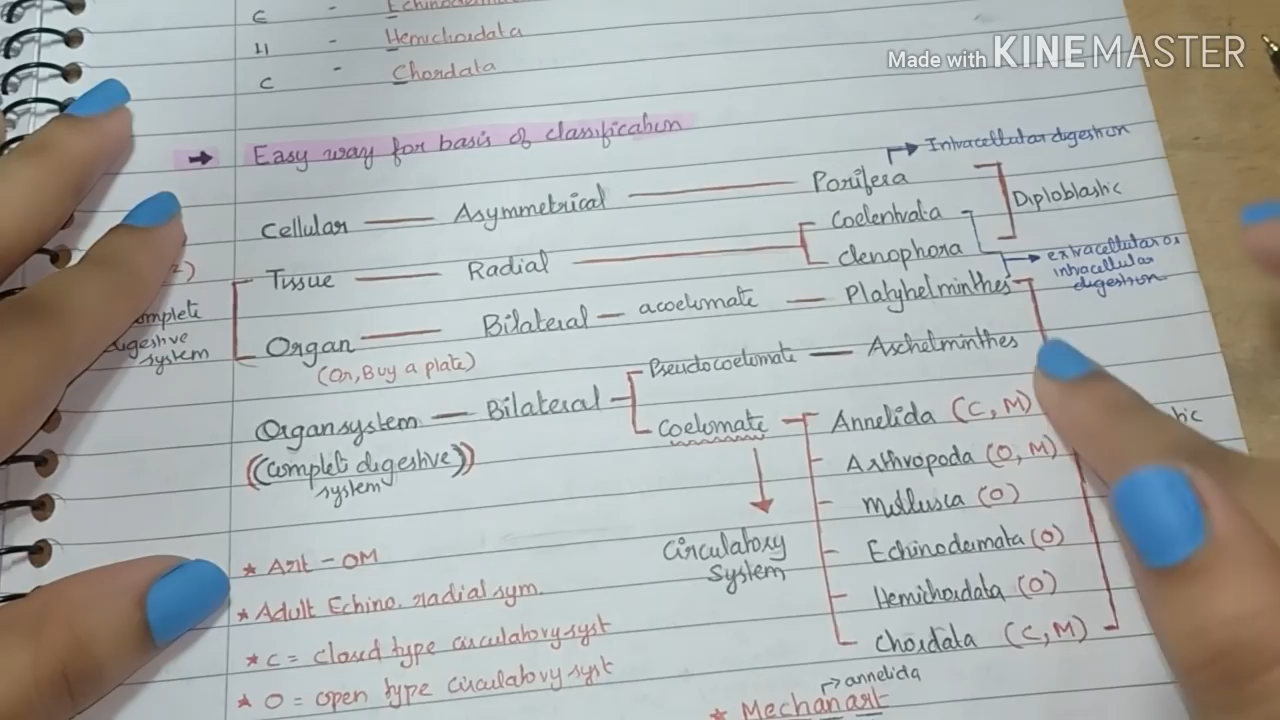 C - Echinodermata
H - Hemichordata
C - Chordata
Made with KINEMASTER
→ Easy way for basis of classification
Intracellular digestion
Cellular — Asymmetrical — Porifera
Coelentrata
Diploblastic
Tissue — Radial — Ctenophora
extracellular or
intracellular
digestion
Organ — Bilateral — acoelomate — Platyhelminthes
(Or, Buy a plate)
digestive
system
Pseudocoelomate — Aschelminthes
Organsystem — Bilateral — Coelomate — Annelida (C, M)
((Complete digestive))
system
Arthropoda (O, M)
Mollusca (O)
Circulatory
system
Echinodermata (O)
Hemichordata (O)
Chordata (C, M)
* Art - OM
* Adult Echino. radial sym.
* C = closed type circulatory syst
* O = open type circulatory syst
annelida
* Mechanart